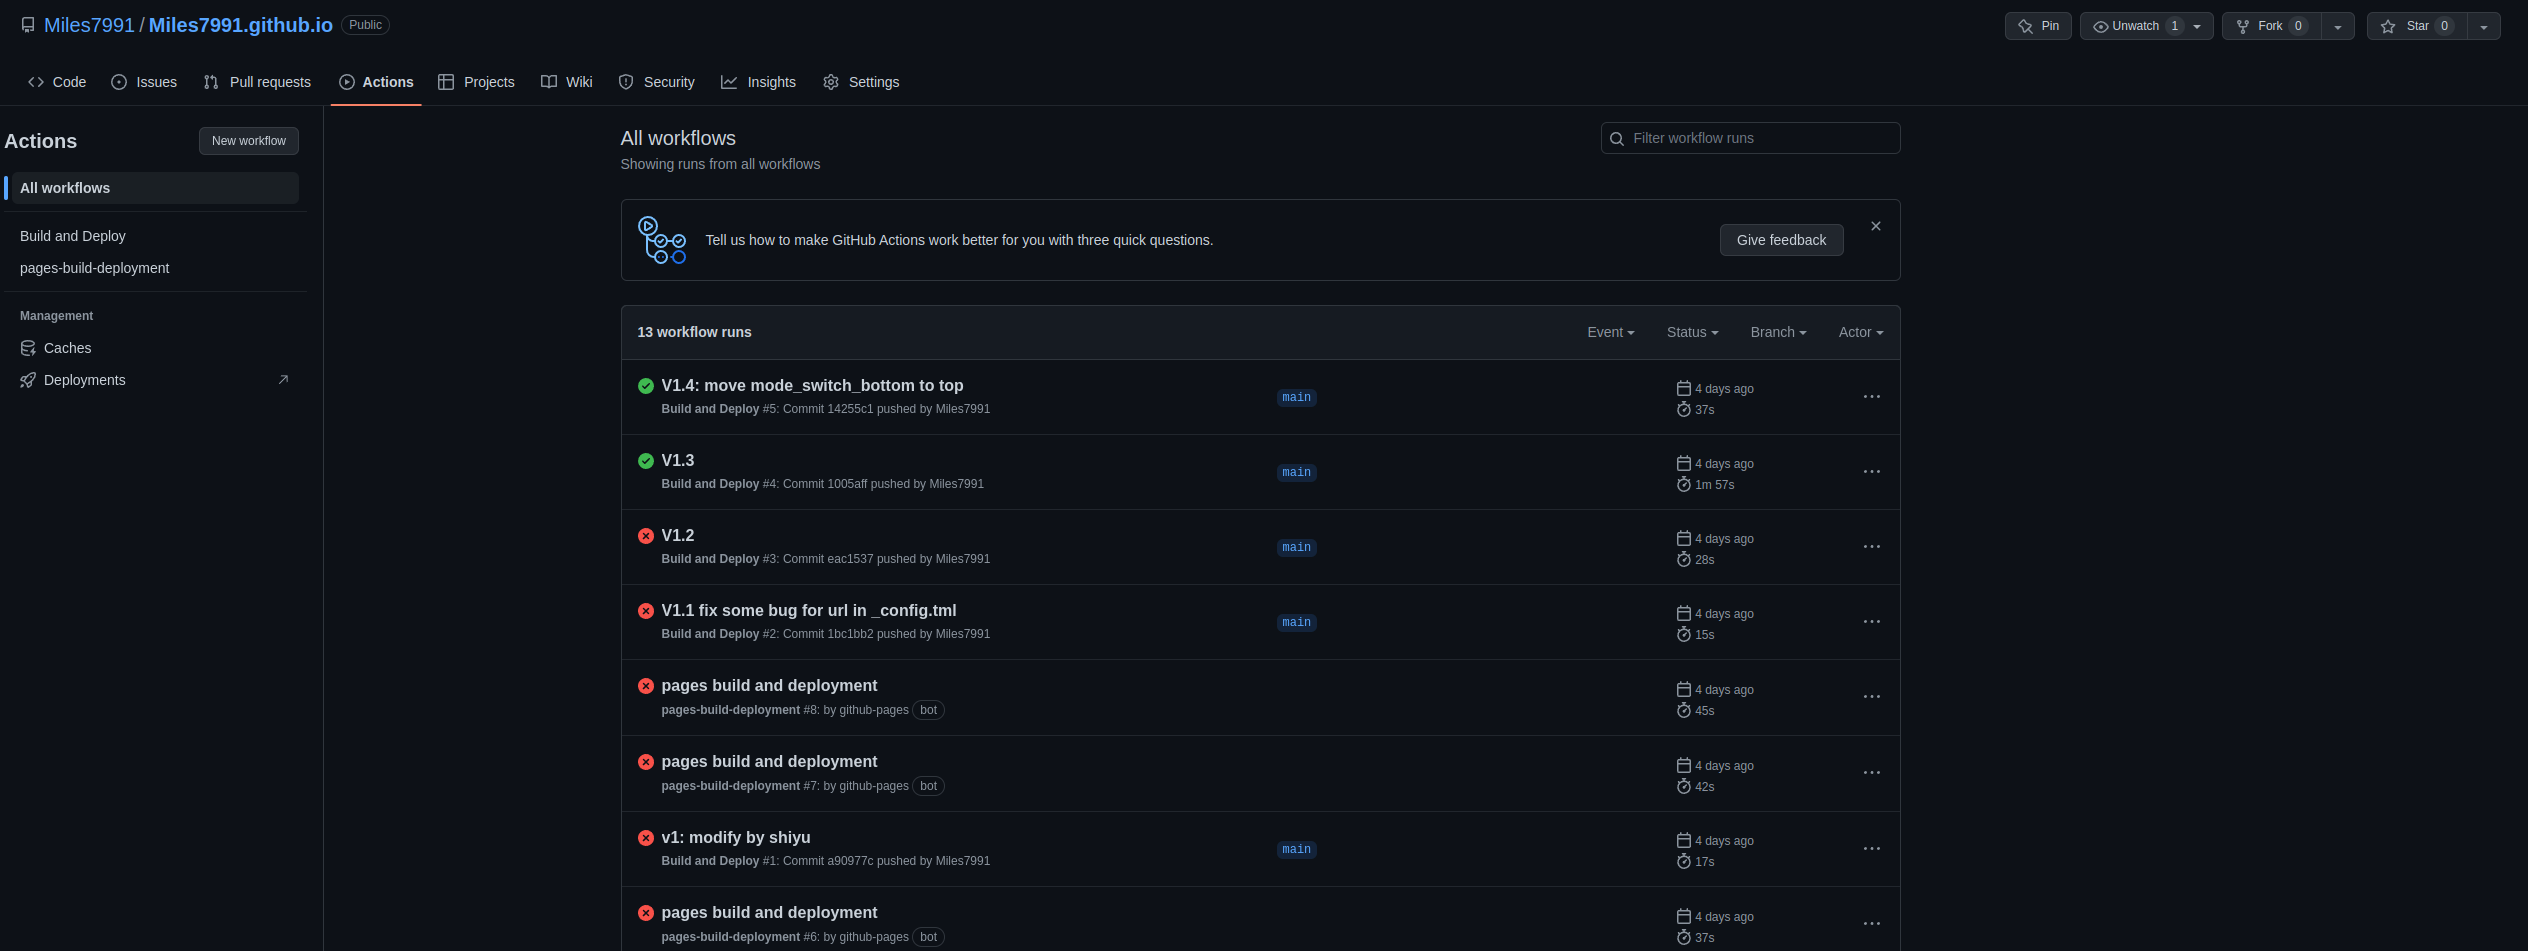 Miles7991 / Miles7991.github.io Public
Pin Unwatch 1 Fork 0 Star 0
Code Issues Pull requests Actions Projects Wiki Security Insights Settings
Actions New workflow
All workflows
Build and Deploy
pages-build-deployment
Management
Caches
Deployments
All workflows
Showing runs from all workflows
Filter workflow runs
Tell us how to make GitHub Actions work better for you with three quick questions. Give feedback
13 workflow runs Event Status Branch Actor
V1.4: move mode_switch_bottom to top
Build and Deploy #5: Commit 14255c1 pushed by Miles7991
main
4 days ago
37s
V1.3
Build and Deploy #4: Commit 1005aff pushed by Miles7991
main
4 days ago
1m 57s
V1.2
Build and Deploy #3: Commit eac1537 pushed by Miles7991
main
4 days ago
28s
V1.1 fix some bug for url in _config.tml
Build and Deploy #2: Commit 1bc1bb2 pushed by Miles7991
main
4 days ago
15s
pages build and deployment
pages-build-deployment #8: by github-pages bot
4 days ago
45s
pages build and deployment
pages-build-deployment #7: by github-pages bot
4 days ago
42s
v1: modify by shiyu
Build and Deploy #1: Commit a90977c pushed by Miles7991
main
4 days ago
17s
pages build and deployment
pages-build-deployment #6: by github-pages bot
4 days ago
37s